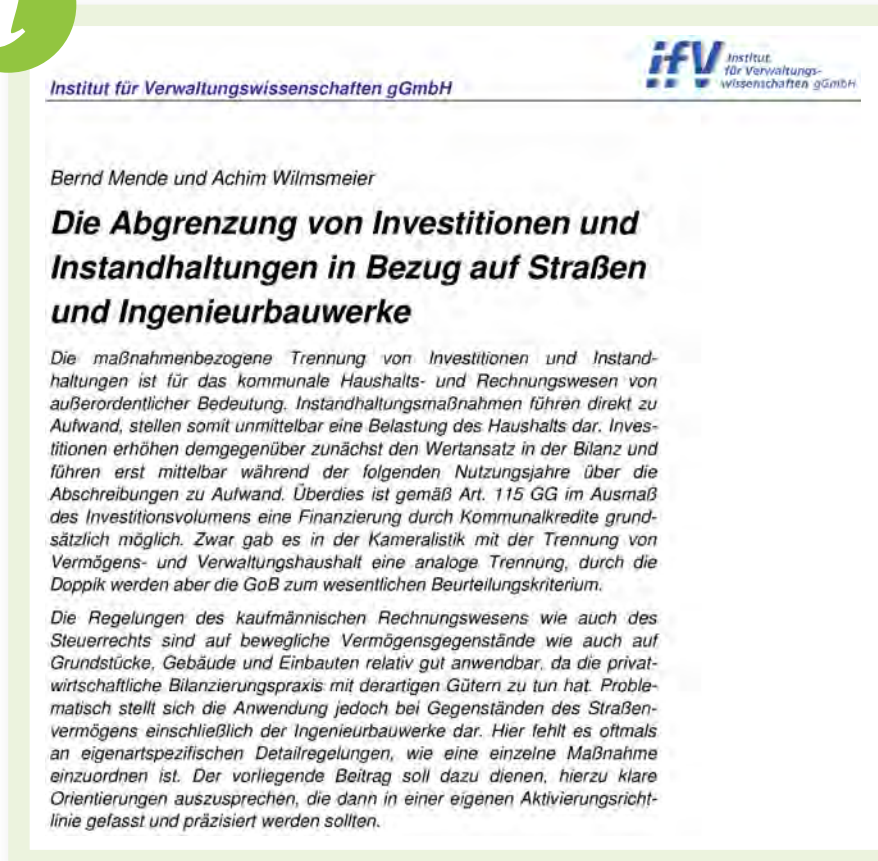 Institut für Verwaltungswissenschaften gGmbH
ifV Institut
für Verwaltungs-
wissenschaften gGmbH
Bernd Mende und Achim Wilmsmeier
Die Abgrenzung von Investitionen und
Instandhaltungen in Bezug auf Straßen
und Ingenieurbauwerke
Die maßnahmenbezogene Trennung von Investitionen und Instand-
haltungen ist für das kommunale Haushalts- und Rechnungswesen von
außerordentlicher Bedeutung. Instandhaltungsmaßnahmen führen direkt zu
Aufwand, stellen somit unmittelbar eine Belastung des Haushalts dar. Inves-
titionen erhöhen demgegenüber zunächst den Wertansatz in der Bilanz und
führen erst mittelbar während der folgenden Nutzungsjahre über die
Abschreibungen zu Aufwand. Überdies ist gemäß Art. 115 GG im Ausmaß
des Investitionsvolumens eine Finanzierung durch Kommunalkredite grund-
sätzlich möglich. Zwar gab es in der Kameralistik mit der Trennung von
Vermögens- und Verwaltungshaushalt eine analoge Trennung, durch die
Doppik werden aber die GoB zum wesentlichen Beurteilungskriterium.
Die Regelungen des kaufmännischen Rechnungswesens wie auch des
Steuerrechts sind auf bewegliche Vermögensgegenstände wie auch auf
Grundstücke, Gebäude und Einbauten relativ gut anwendbar, da die privat-
wirtschaftliche Bilanzierungspraxis mit derartigen Gütern zu tun hat. Proble-
matisch stellt sich die Anwendung jedoch bei Gegenständen des Straßen-
vermögens einschließlich der Ingenieurbauwerke dar. Hier fehlt es oftmals
an eigenartspezifischen Detailregelungen, wie eine einzelne Maßnahme
einzuordnen ist. Der vorliegende Beitrag soll dazu dienen, hierzu klare
Orientierungen auszusprechen, die dann in einer eigenen Aktivierungsricht-
linie gefasst und präzisiert werden sollten.